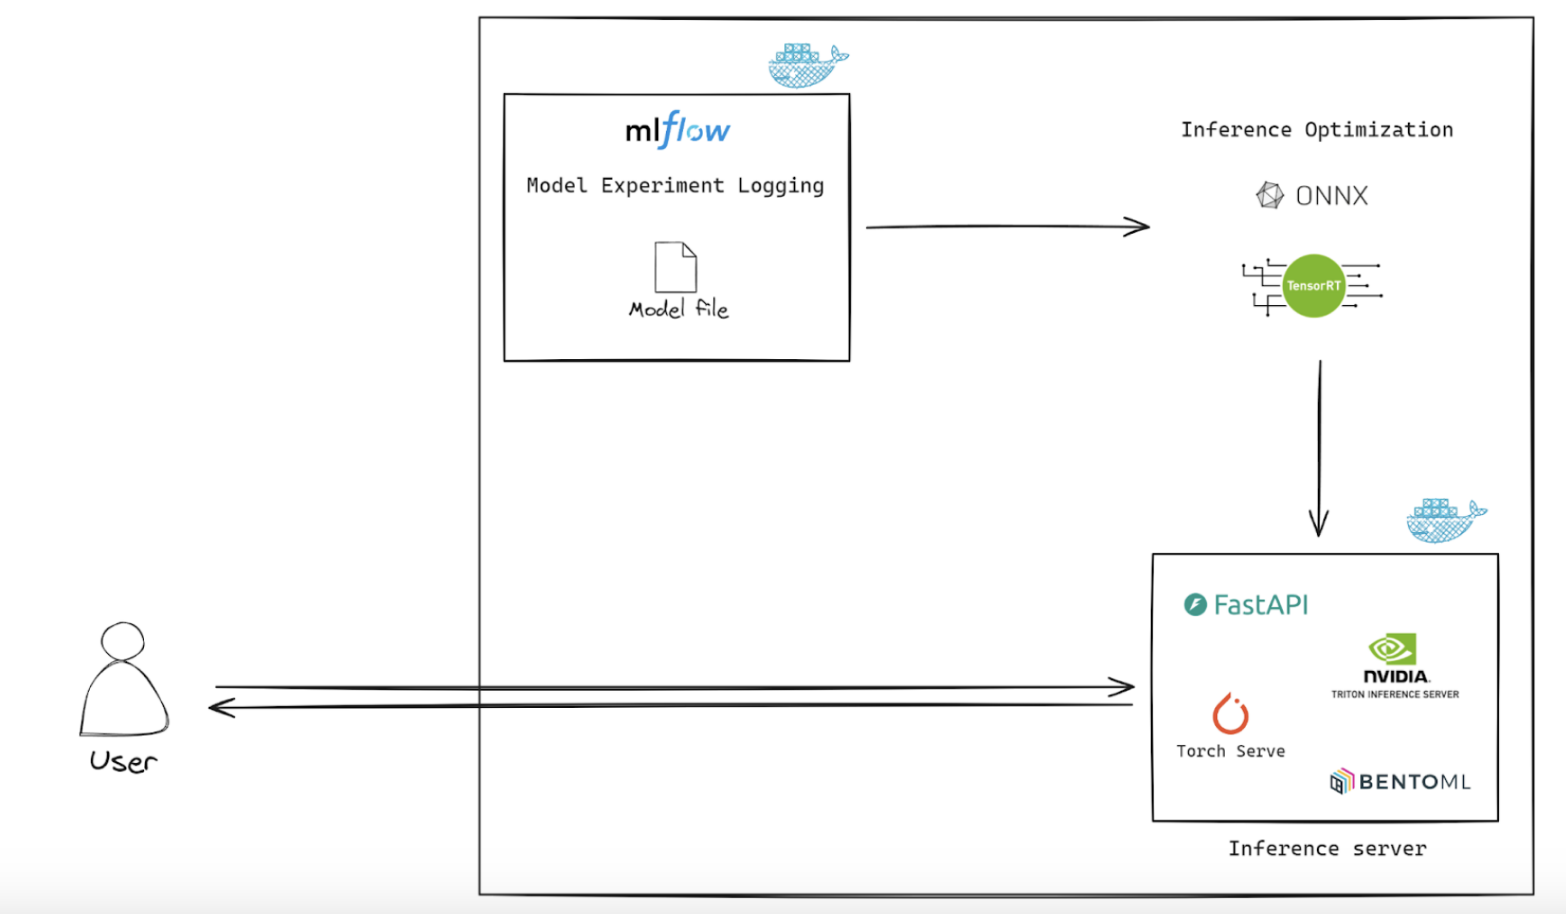 mlflow
Model Experiment Logging
Model file
Inference Optimization
ONNX
TensorRT
FastAPI
NVIDIA.
TRITON INFERENCE SERVER
Torch Serve
BENTOML
Inference server
User